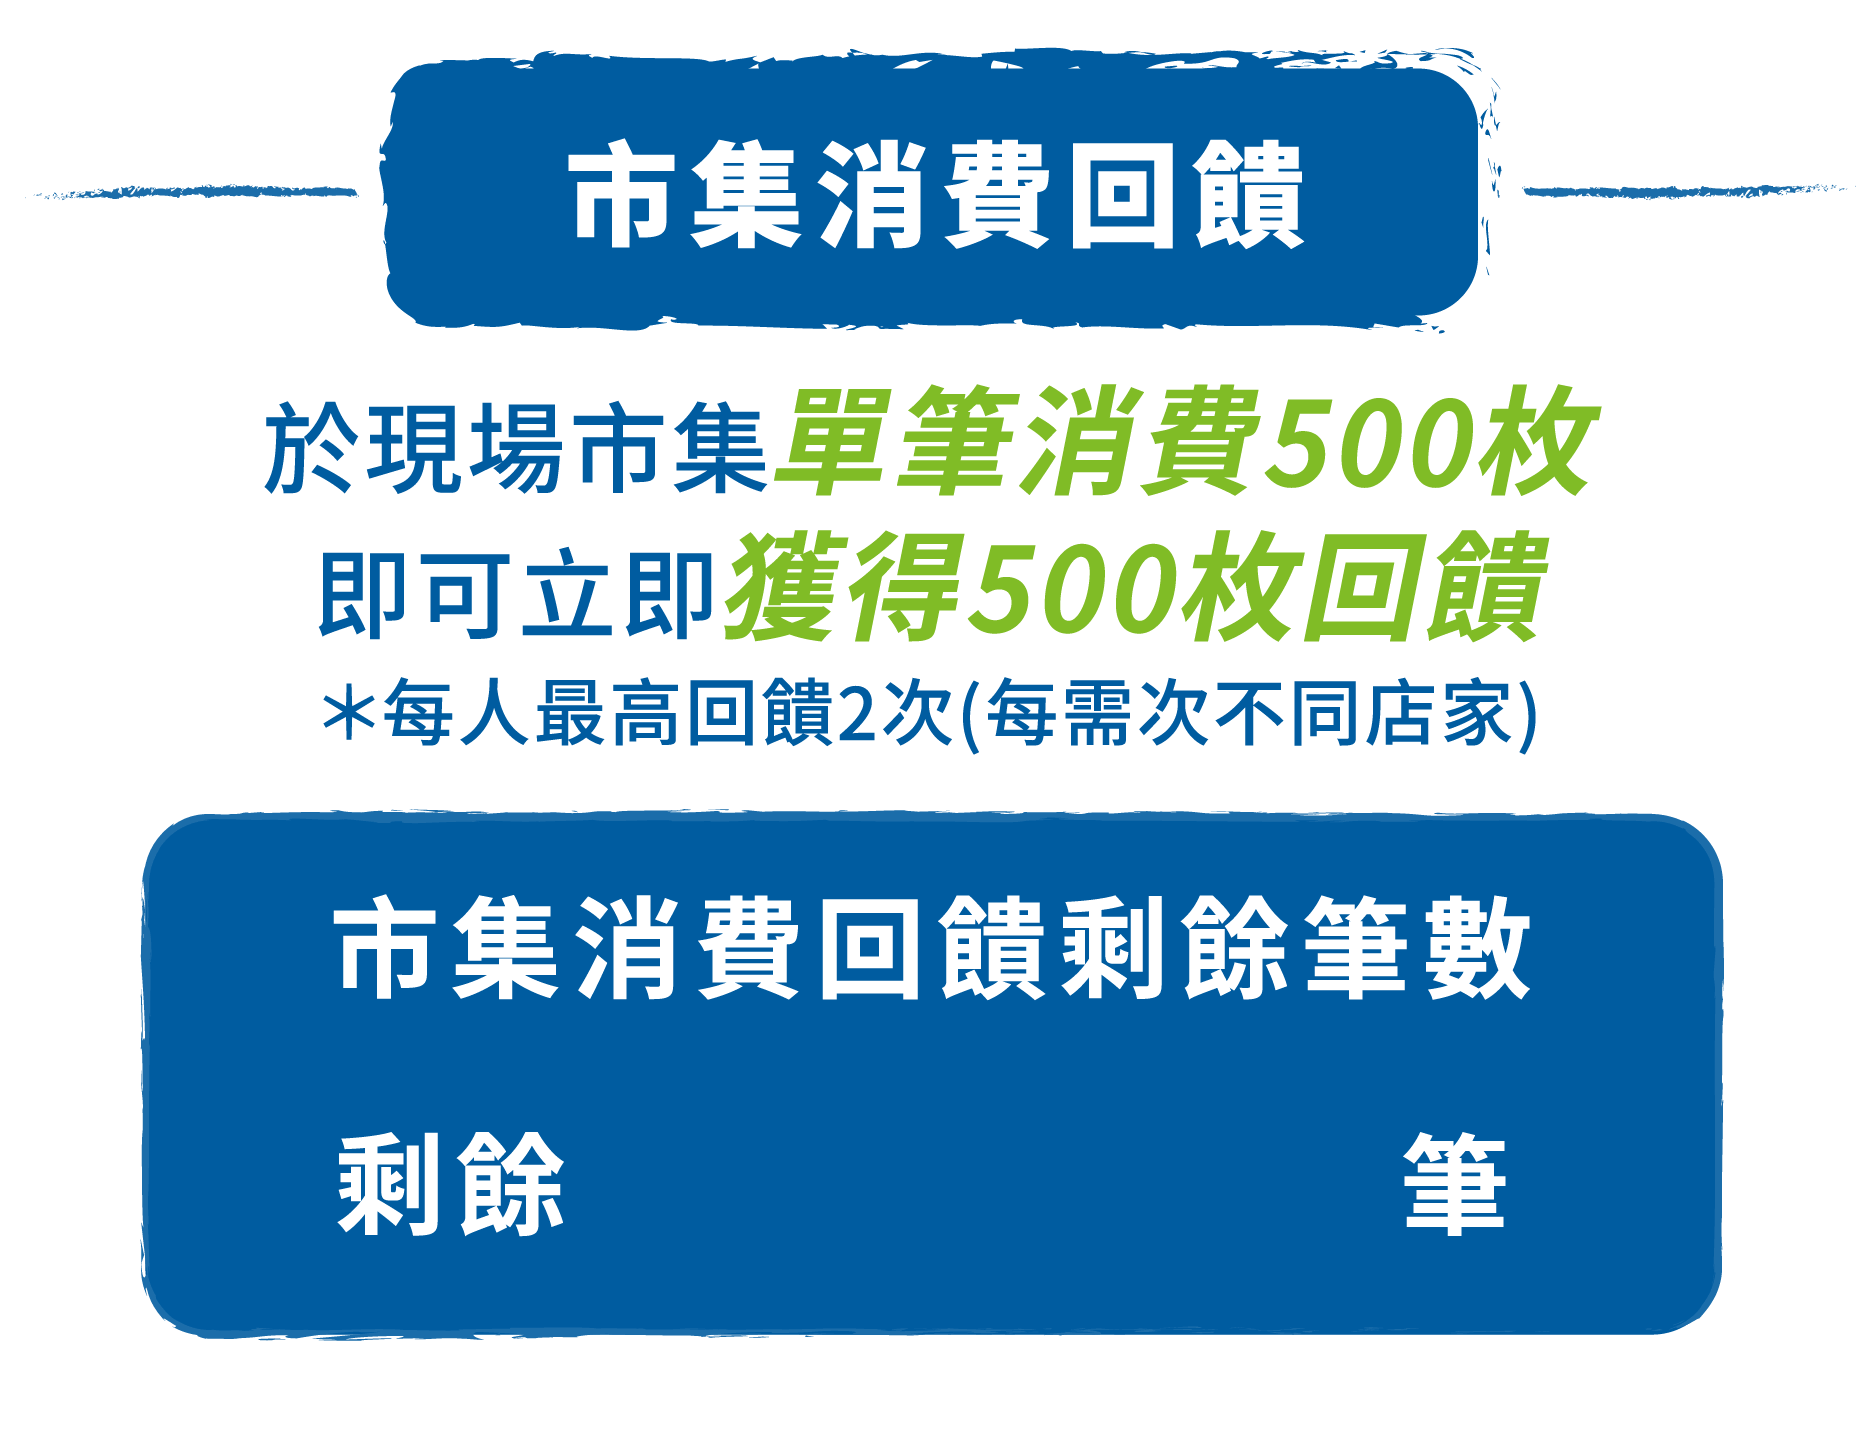 市集消費回饋
於現場市集單筆消費500枚
即可立即獲得500枚回饋
＊每人最高回饋2次(每需次不同店家)
市集消費回饋剩餘筆數
剩餘 筆